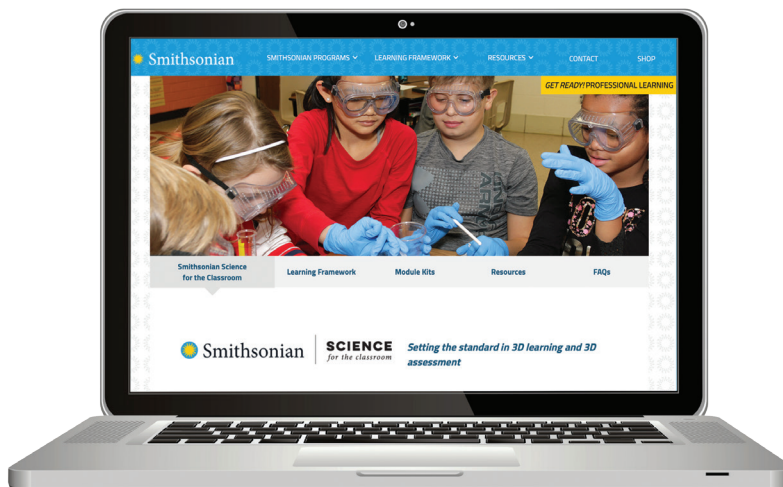 Smithsonian
SMITHSONIAN PROGRAMS
LEARNING FRAMEWORK
RESOURCES
CONTACT
SHOP
GET READY! PROFESSIONAL LEARNING
Smithsonian Science
for the Classroom
Learning Framework
Module Kits
Resources
FAQs
Smithsonian
SCIENCE
for the classroom
Setting the standard in 3D learning and 3D
assessment